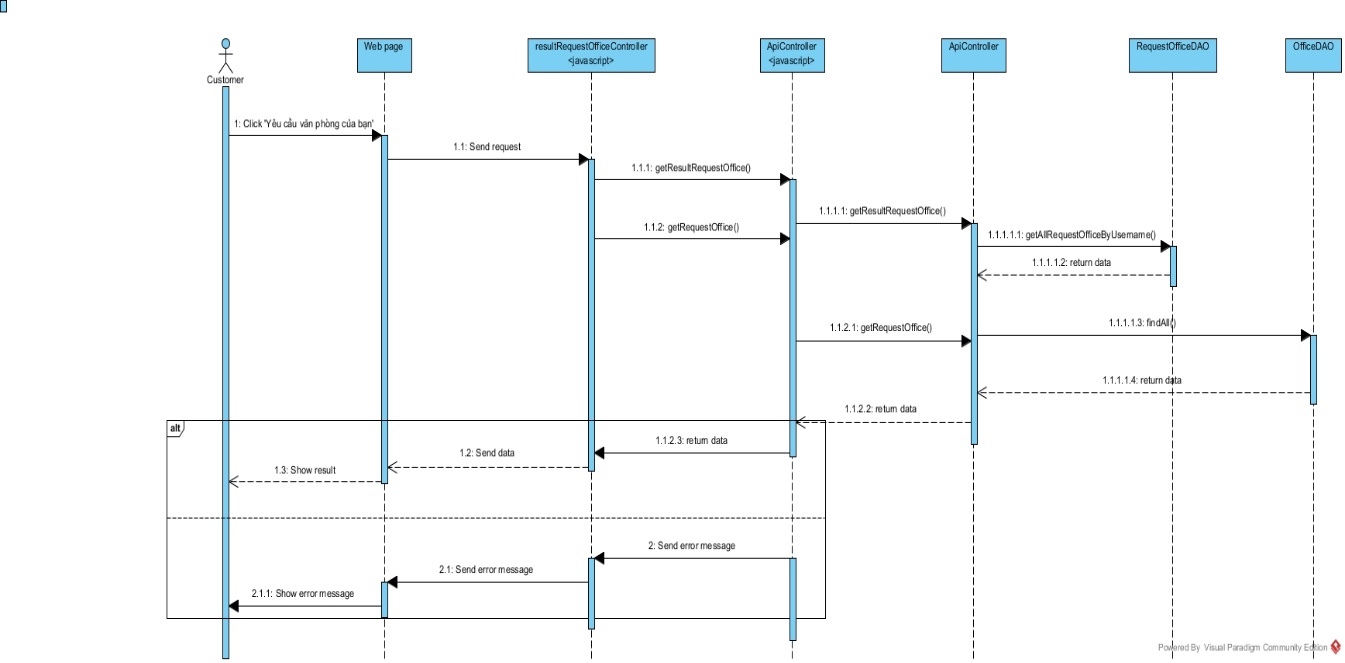 Web page
resultRequestOfficeController
<javascript>
ApiController
<javascript>
ApiController
RequestOfficeDAO
OfficeDAO
Customer
1: Click "Yêu cầu văn phòng của bạn"
1.1: Send request
1.1.1: getResultRequestOffice()
1.1.1.1: getResultRequestOffice()
1.1.2: getRequestOffice()
1.1.1.1.1: getAllRequestOfficeByUsername()
1.1.1.1.2: return data
1.1.1.1.3: findAll()
1.1.2.1: getRequestOffice()
1.1.1.1.4: return data
1.1.2.2: return data
alt
1.1.2.3: return data
1.2: Send data
1.3: Show result
2: Send error message
2.1: Send error message
2.1.1: Show error message
Powered By Visual Paradigm Community Edition